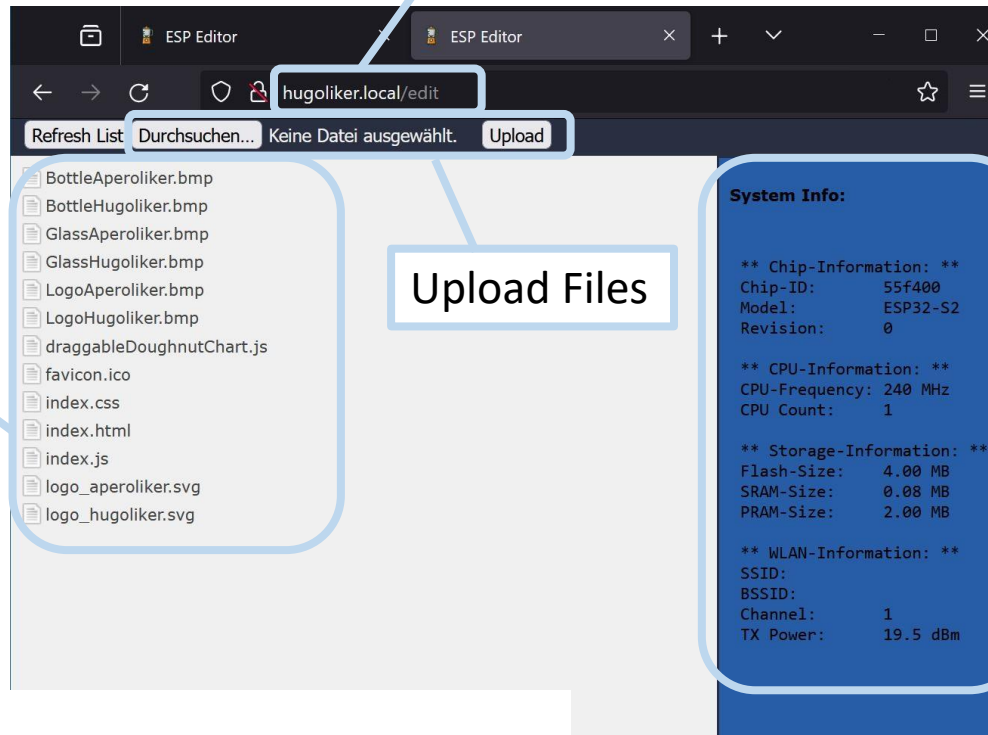 ESP Editor
ESP Editor
hugoliker.local/edit
Refresh List Durchsuchen... Keine Datei ausgewählt. Upload
BottleAperoliker.bmp
BottleHugoliker.bmp
GlassAperoliker.bmp
GlassHugoliker.bmp
LogoAperoliker.bmp
LogoHugoliker.bmp
draggableDoughnutChart.js
favicon.ico
index.css
index.html
index.js
logo_aperoliker.svg
logo_hugoliker.svg
Upload Files
System Info:
** Chip-Information: **
Chip-ID: 55f400
Model: ESP32-S2
Revision: 0
** CPU-Information: **
CPU-Frequency: 240 MHz
CPU Count: 1
** Storage-Information: **
Flash-Size: 4.00 MB
SRAM-Size: 0.08 MB
PRAM-Size: 2.00 MB
** WLAN-Information: **
SSID:
BSSID:
Channel: 1
TX Power: 19.5 dBm